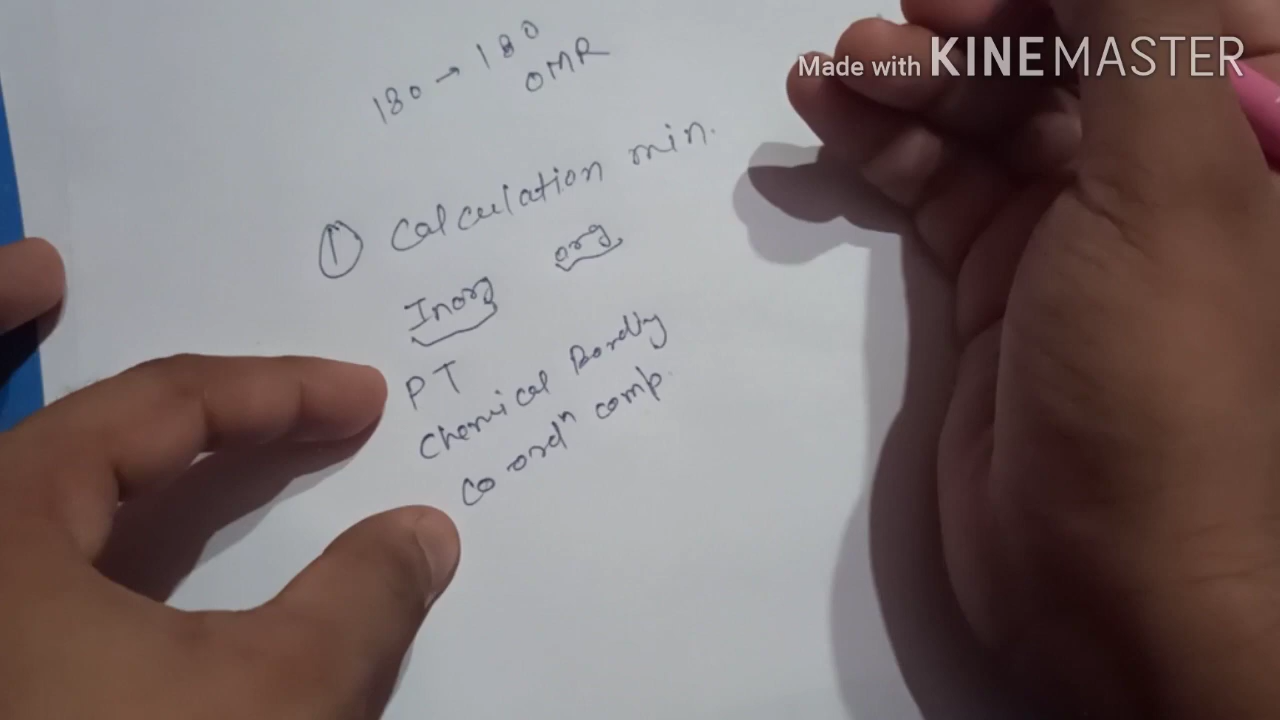 Made with KINEMASTER
180 → 180
OMR
① Calculation min.
Inorg org
PT
Chemical Bonding
Co ordⁿ comp.